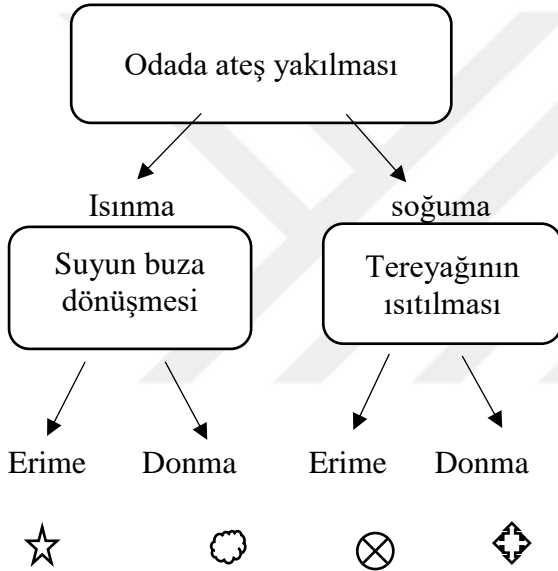 Odada ateş yakılması
Isınma soğuma
Suyun buza
dönüşmesi
Tereyağının
ısıtılması
Erime Donma Erime Donma